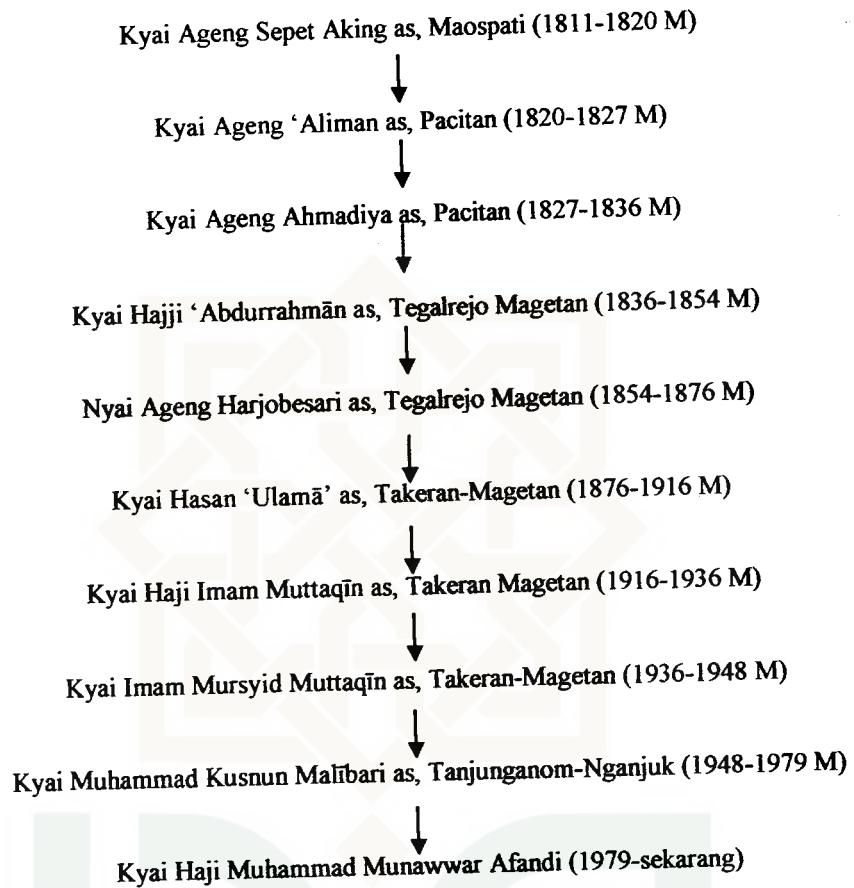 Kyai Ageng Sepet Aking as, Maospati (1811-1820 M)
Kyai Ageng ‘Aliman as, Pacitan (1820-1827 M)
Kyai Ageng Ahmadiya as, Pacitan (1827-1836 M)
Kyai Hajji ‘Abdurrahmān as, Tegalrejo Magetan (1836-1854 M)
Nyai Ageng Harjobesari as, Tegalrejo Magetan (1854-1876 M)
Kyai Hasan ‘Ulamā’ as, Takeran-Magetan (1876-1916 M)
Kyai Haji Imam Muttaqīn as, Takeran Magetan (1916-1936 M)
Kyai Imam Mursyid Muttaqīn as, Takeran-Magetan (1936-1948 M)
Kyai Muhammad Kusnun Malībari as, Tanjunganom-Nganjuk (1948-1979 M)
Kyai Haji Muhammad Munawwar Afandi (1979-sekarang)